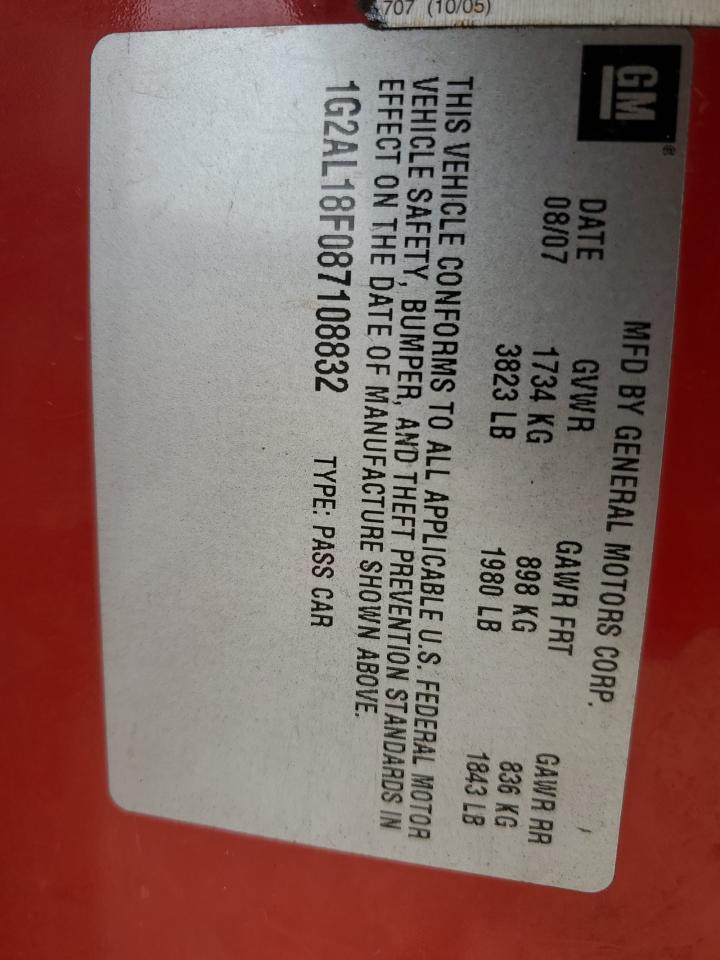 707 (10/05)
GM®
MFD BY GENERAL MOTORS CORP.
DATE GVWR GAWR FRT GAWR RR
08/07 1734 KG 898 KG 836 KG
3823 LB 1980 LB 1843 LB
THIS VEHICLE CONFORMS TO ALL APPLICABLE U.S. FEDERAL MOTOR
VEHICLE SAFETY, BUMPER, AND THEFT PREVENTION STANDARDS IN
EFFECT ON THE DATE OF MANUFACTURE SHOWN ABOVE.
1G2AL18F087108832 TYPE: PASS CAR